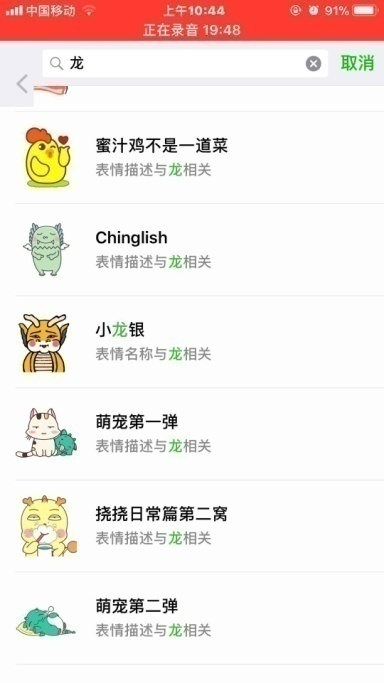 中国移动 上午10:44 91%
正在录音 19:48
龙 取消
蜜汁鸡不是一道菜
表情描述与龙相关
Chinglish
表情描述与龙相关
小龙银
表情名称与龙相关
萌宠第一弹
表情描述与龙相关
挠挠日常篇第二窝
表情描述与龙相关
萌宠第二弹
表情描述与龙相关